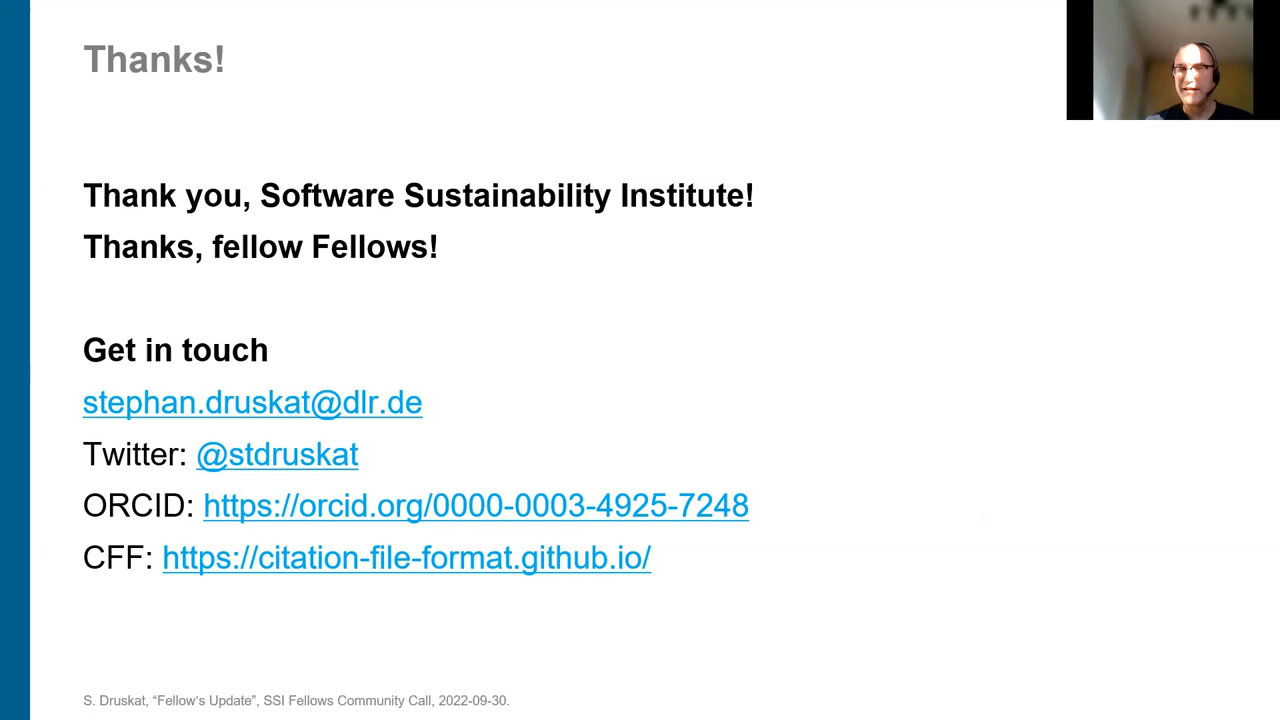 Thanks!
Thank you, Software Sustainability Institute!
Thanks, fellow Fellows!
Get in touch
stephan.druskat@dlr.de
Twitter: @stdruskat
ORCID: https://orcid.org/0000-0003-4925-7248
CFF: https://citation-file-format.github.io/
S. Druskat, “Fellow’s Update”, SSI Fellows Community Call, 2022-09-30.